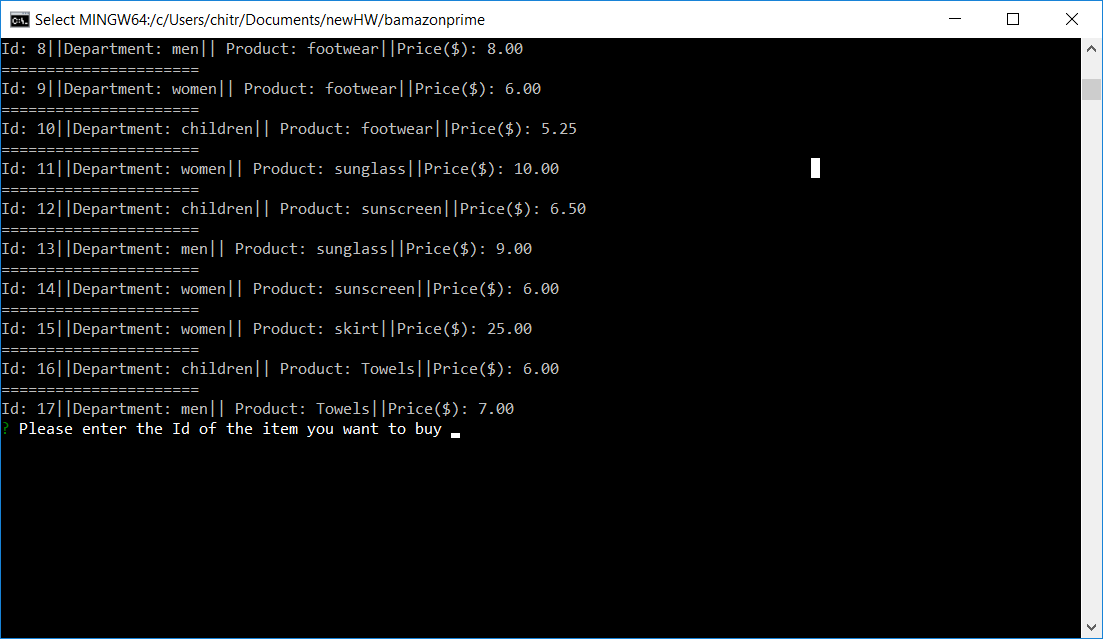 Select MINGW64:/c/Users/chitr/Documents/newHW/bamazonprime
Id: 8||Department: men|| Product: footwear||Price($): 8.00
======================
Id: 9||Department: women|| Product: footwear||Price($): 6.00
======================
Id: 10||Department: children|| Product: footwear||Price($): 5.25
======================
Id: 11||Department: women|| Product: sunglass||Price($): 10.00
======================
Id: 12||Department: children|| Product: sunscreen||Price($): 6.50
======================
Id: 13||Department: men|| Product: sunglass||Price($): 9.00
======================
Id: 14||Department: women|| Product: sunscreen||Price($): 6.00
======================
Id: 15||Department: women|| Product: skirt||Price($): 25.00
======================
Id: 16||Department: children|| Product: Towels||Price($): 6.00
======================
Id: 17||Department: men|| Product: Towels||Price($): 7.00
? Please enter the Id of the item you want to buy